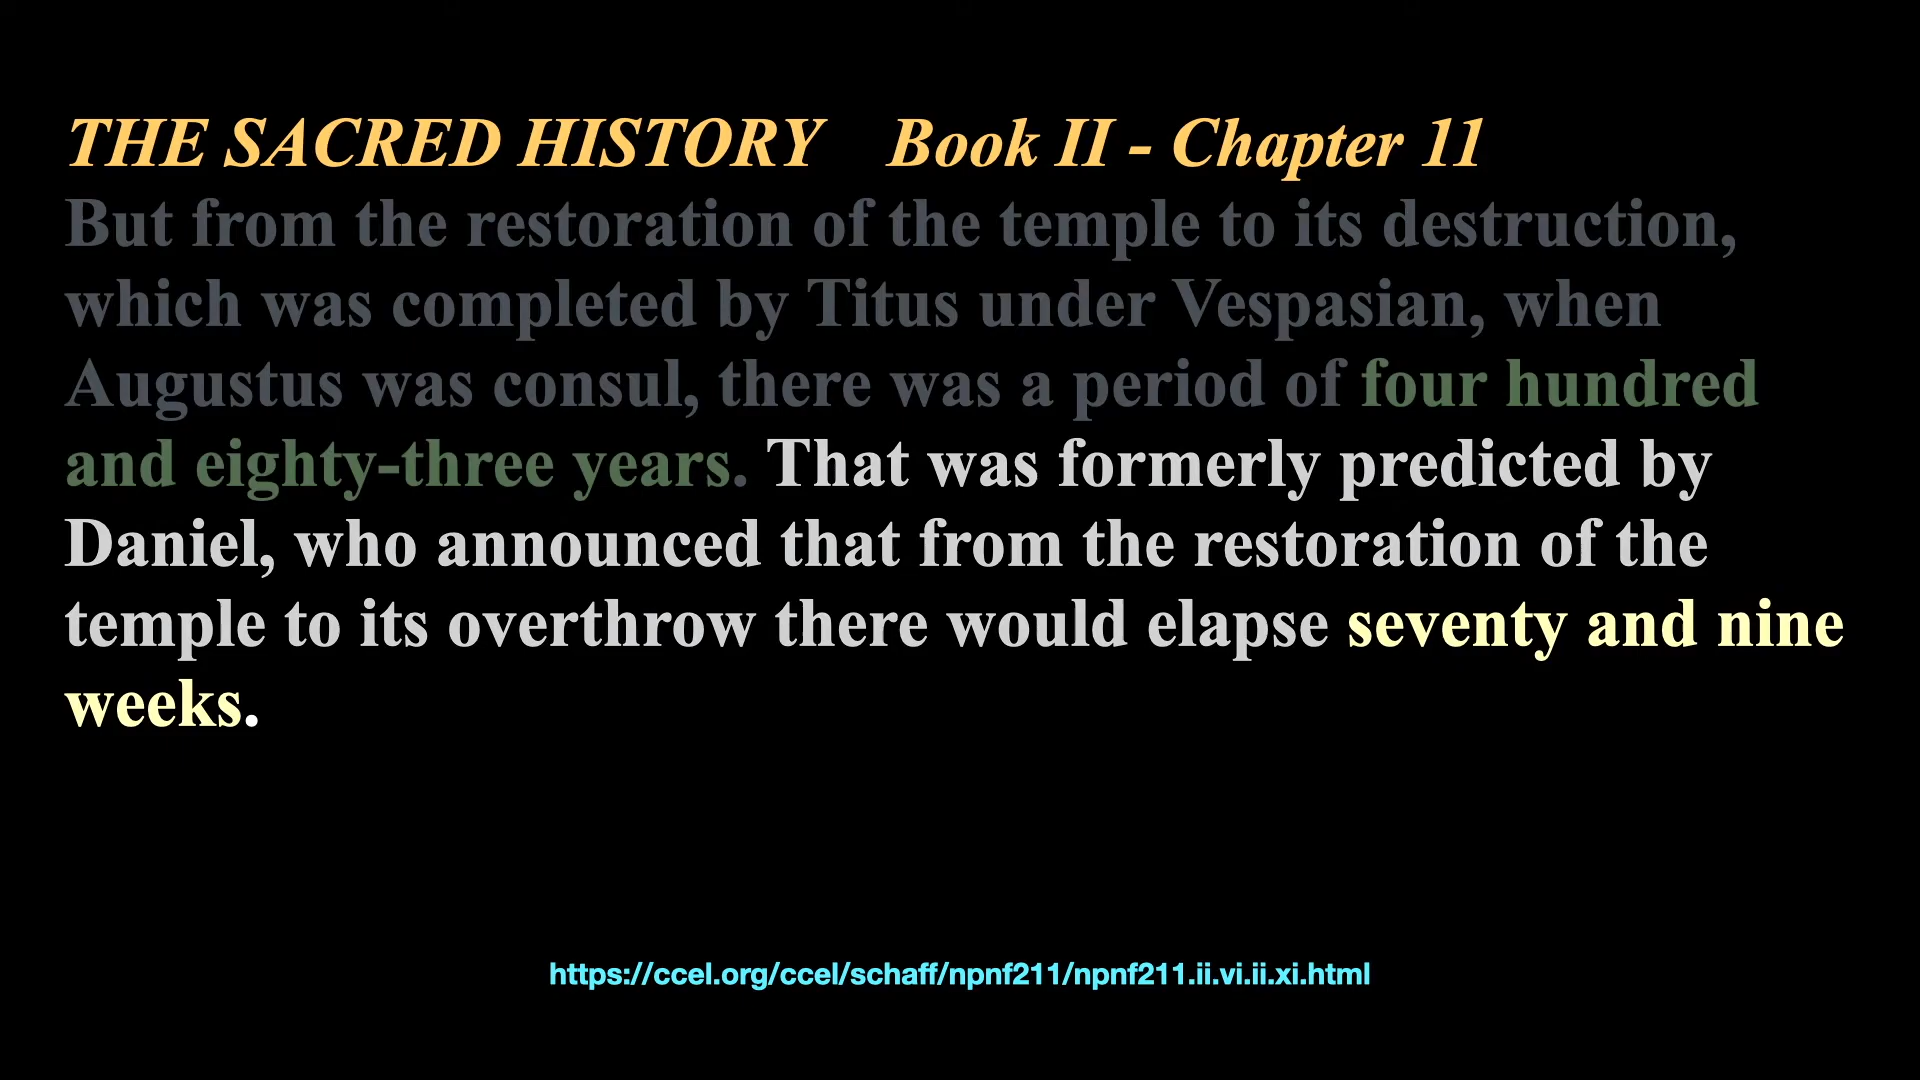 THE SACRED HISTORY Book II - Chapter 11
But from the restoration of the temple to its destruction,
which was completed by Titus under Vespasian, when
Augustus was consul, there was a period of four hundred
and eighty-three years. That was formerly predicted by
Daniel, who announced that from the restoration of the
temple to its overthrow there would elapse seventy and nine
weeks.
https://ccel.org/ccel/schaff/npnf211/npnf211.ii.vi.ii.xi.html